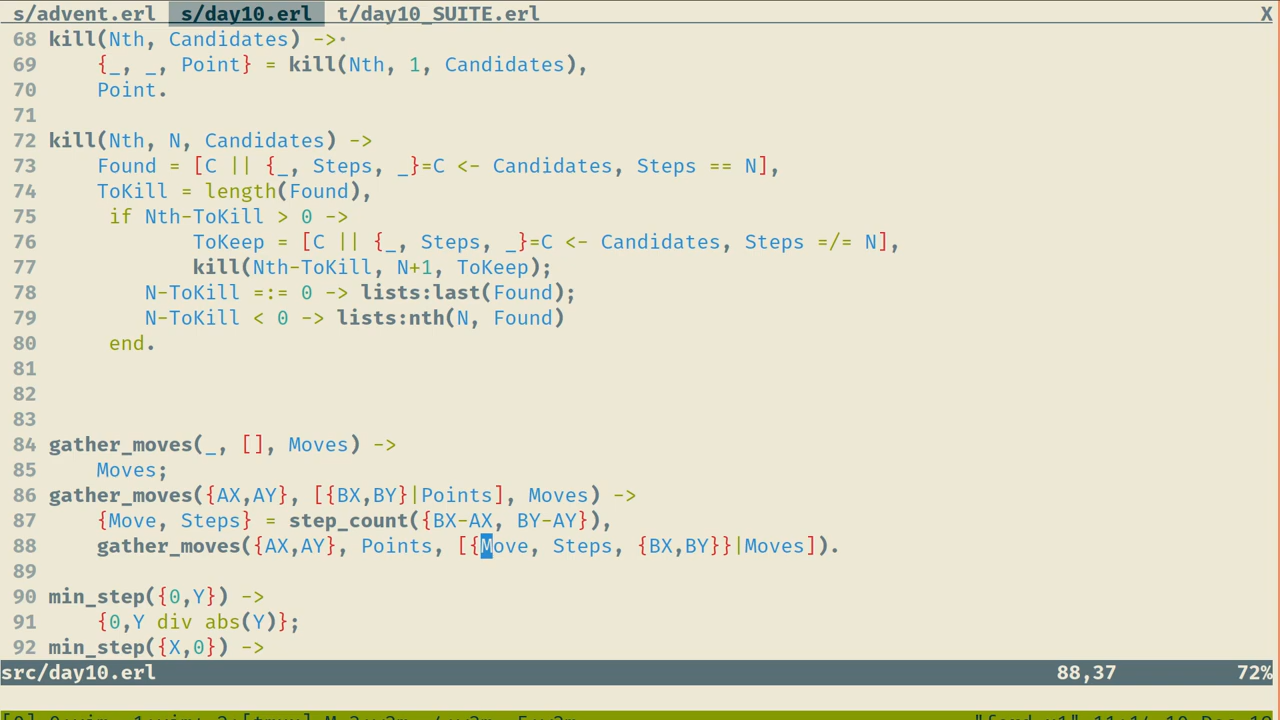 s/advent.erl  s/day10.erl  t/day10_SUITE.erl X
68 kill(Nth, Candidates) ->·
69     {_, _, Point} = kill(Nth, 1, Candidates),
70     Point.
71
72 kill(Nth, N, Candidates) ->
73     Found = [C || {_, Steps, _}=C <- Candidates, Steps == N],
74     ToKill = length(Found),
75      if Nth-ToKill > 0 ->
76             ToKeep = [C || {_, Steps, _}=C <- Candidates, Steps =/= N],
77             kill(Nth-ToKill, N+1, ToKeep);
78         N-ToKill =:= 0 -> lists:last(Found);
79         N-ToKill < 0 -> lists:nth(N, Found)
80      end.
81
82
83
84 gather_moves(_, [], Moves) ->
85     Moves;
86 gather_moves({AX,AY}, [{BX,BY}|Points], Moves) ->
87     {Move, Steps} = step_count({BX-AX, BY-AY}),
88     gather_moves({AX,AY}, Points, [{Move, Steps, {BX,BY}}|Moves]).
89
90 min_step({0,Y}) ->
91     {0,Y div abs(Y)};
92 min_step({X,0}) ->
src/day10.erl 88,37 72%